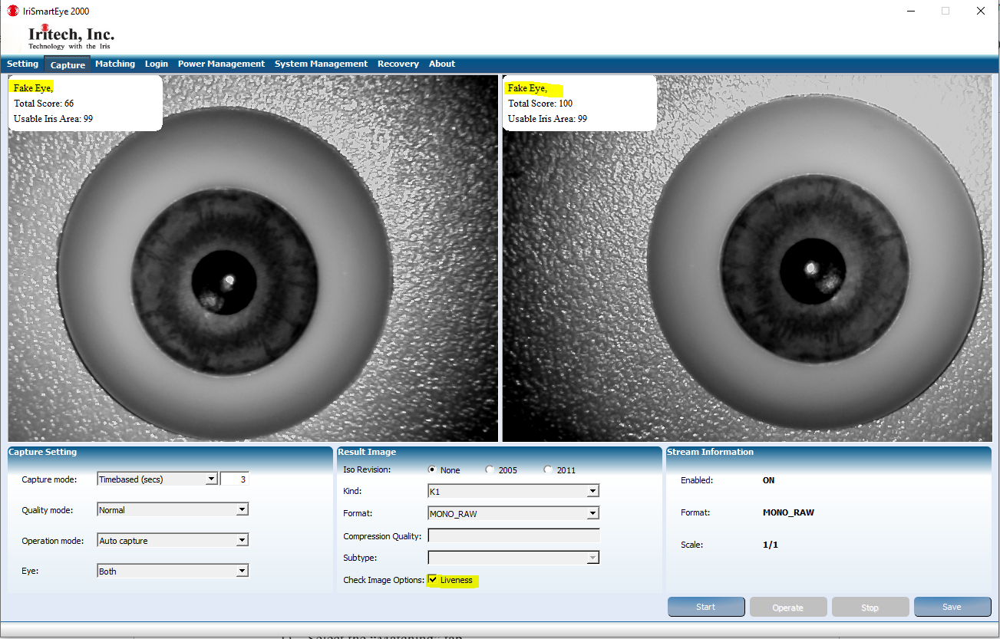 IriSmartEye 2000
Iritech, Inc.
Technology with the Iris
Setting Capture Matching Login Power Management System Management Recovery About
Fake Eye,
Total Score: 66
Usable Iris Area: 99
Fake Eye,
Total Score: 100
Usable Iris Area: 99
Capture Setting
Capture mode: Timebased (secs) 3
Quality mode: Normal
Operation mode: Auto capture
Eye: Both
Result Image
Iso Revision: None 2005 2011
Kind: K1
Format: MONO_RAW
Compression Quality:
Subtype:
Check Image Options: Liveness
Stream Information
Enabled: ON
Format: MONO_RAW
Scale: 1/1
Start Operate Stop Save
Select the "Matching" tab